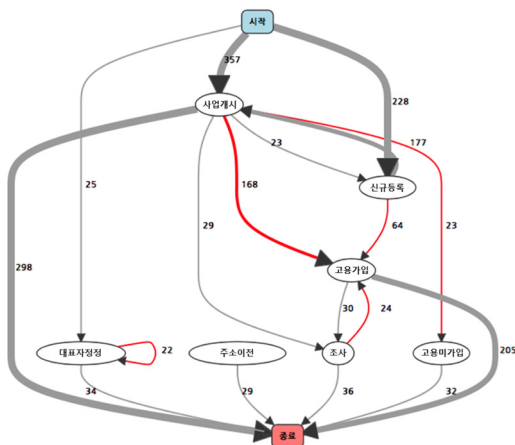 시작
357
228
사업개시
23
177
25
168
신규등록
29
64
23
고용가입
298
30
24
대표자정정
22
주소이전
조사
고용미가입
205
34
29
36
32
종료